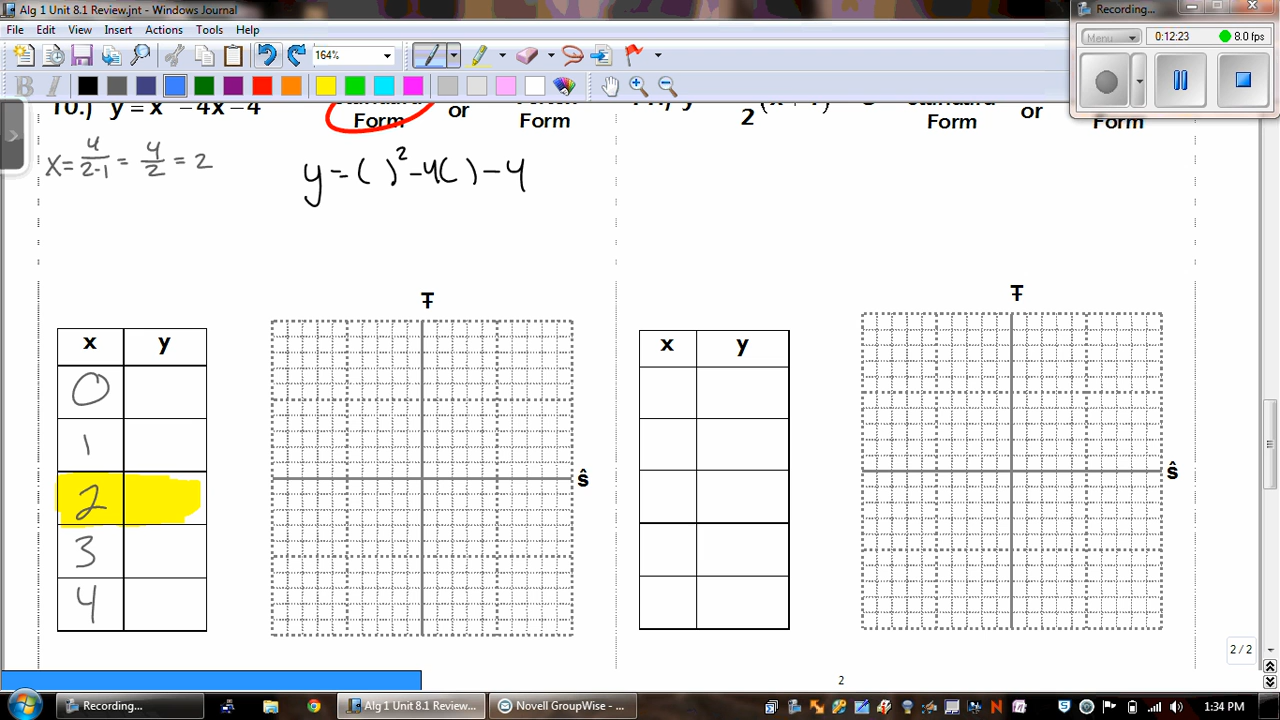 Alg 1 Unit 8.1 Review.jnt - Windows Journal
Recording...
File Edit View Insert Actions Tools Help
Menu 0:12:23 8.0 fps
164%
B I
10.) y = x² - 4x - 4
Form or Form
2
Form or Form
x = 4/2·1 = 4/2 = 2
y = ( )² - 4( ) - 4
x y
0
1
2
3
4
Ŧ
ŝ
x y
Ŧ
ŝ
2 / 2
2
Recording...
Alg 1 Unit 8.1 Review...
Novell GroupWise - ...
1:34 PM